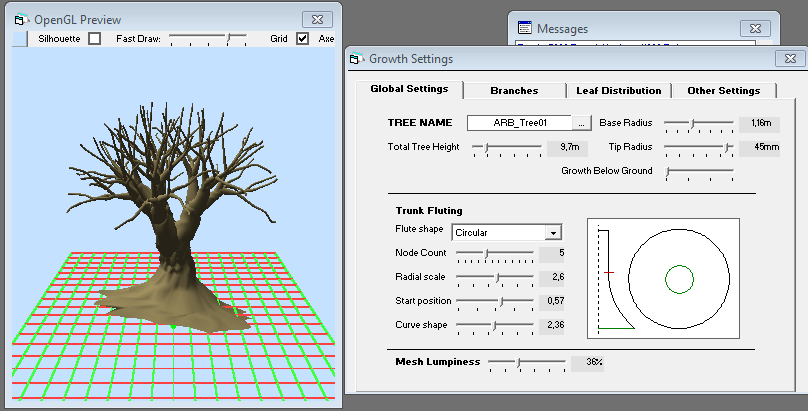 OpenGL Preview
Silhouette Fast Draw: Grid Axe
Messages
Growth Settings
Global Settings Branches Leaf Distribution Other Settings
TREE NAME ARB_Tree01 ... Base Radius 1,16m
Total Tree Height 9,7m Tip Radius 45mm
Growth Below Ground
Trunk Fluting
Flute shape Circular
Node Count 5
Radial scale 2,6
Start position 0,57
Curve shape 2,36
Mesh Lumpiness 36%